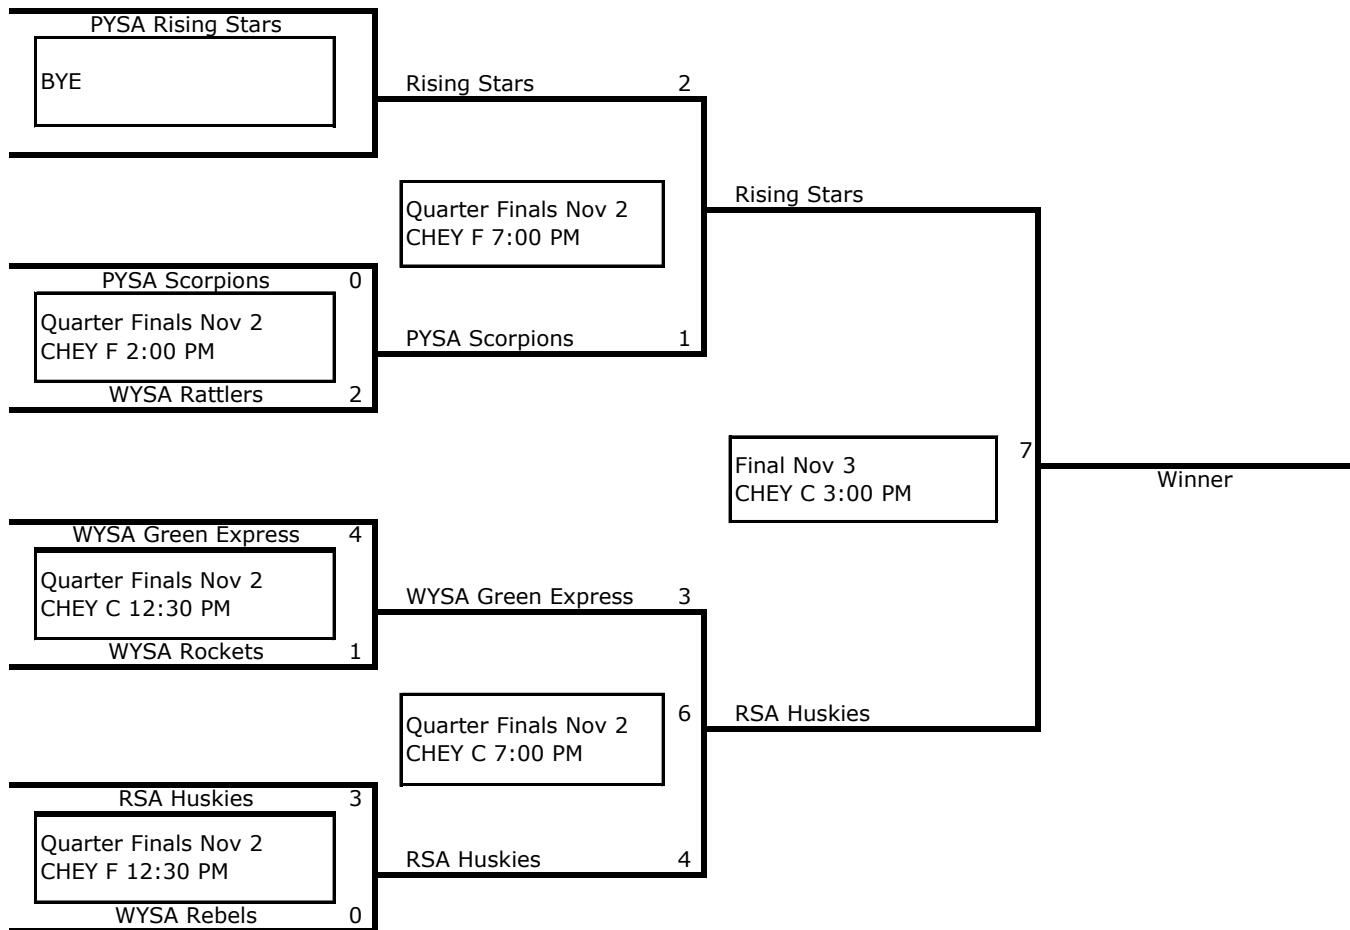 PYSA Rising Stars
BYE
Rising Stars 2
Quarter Finals Nov 2
CHEY F 7:00 PM
Rising Stars
PYSA Scorpions 0
Quarter Finals Nov 2
CHEY F 2:00 PM
WYSA Rattlers 2
PYSA Scorpions 1
Final Nov 3
CHEY C 3:00 PM
7
Winner
WYSA Green Express 4
Quarter Finals Nov 2
CHEY C 12:30 PM
WYSA Rockets 1
WYSA Green Express 3
Quarter Finals Nov 2
CHEY C 7:00 PM
6
RSA Huskies
RSA Huskies 3
Quarter Finals Nov 2
CHEY F 12:30 PM
WYSA Rebels 0
RSA Huskies 4